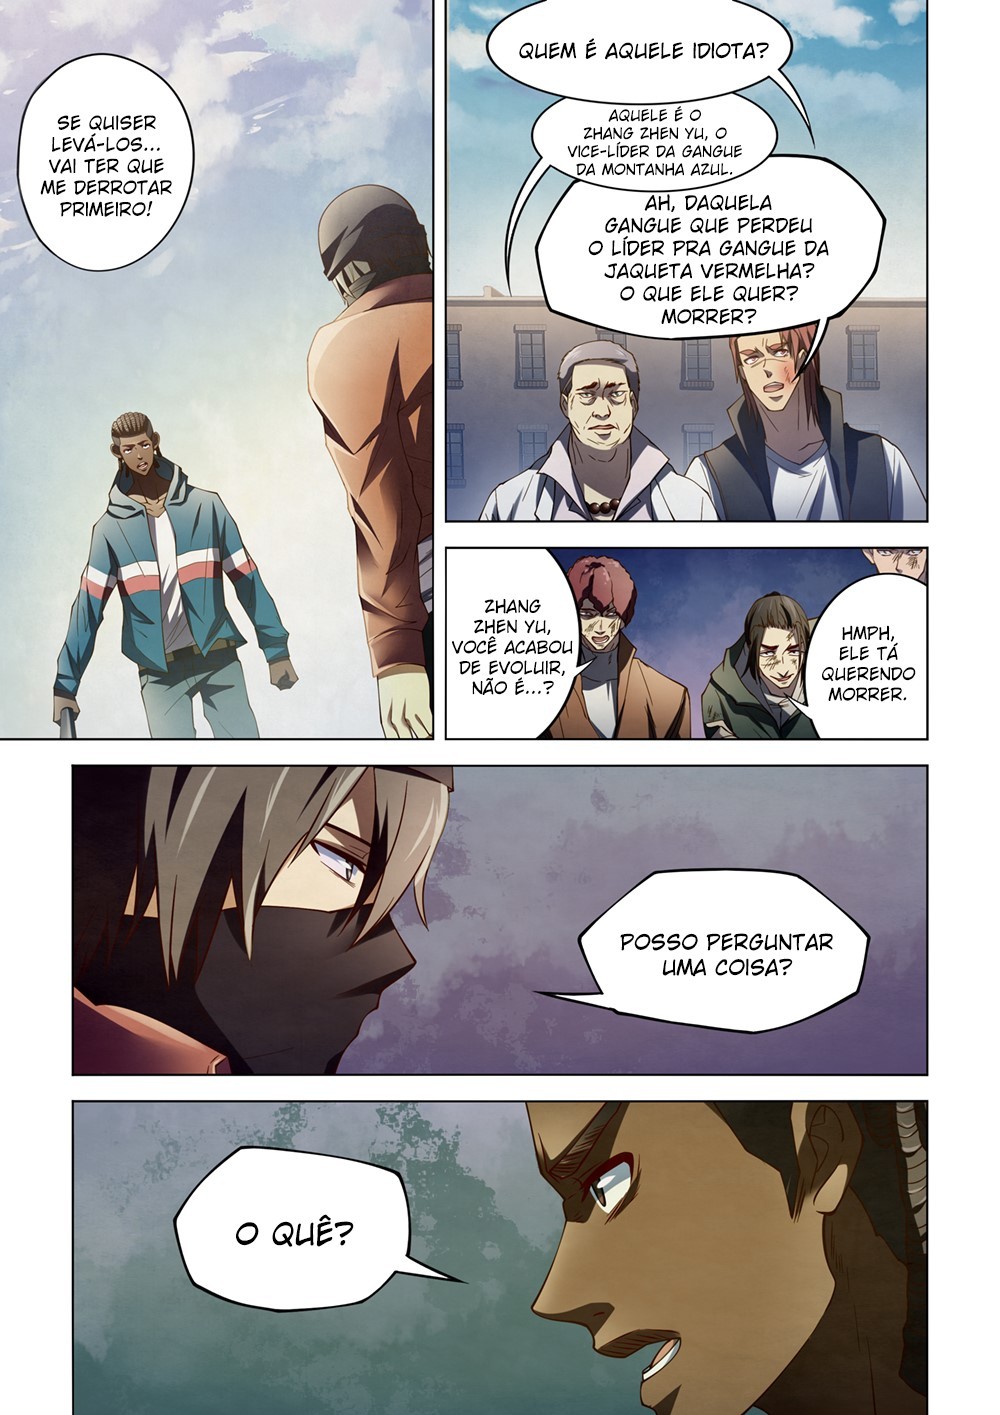 SE QUISER
LEVÁ-LOS...
VAI TER QUE
ME DERROTAR
PRIMEIRO!
QUEM É AQUELE IDIOTA?
AQUELE É O
ZHANG ZHEN YU, O
VICE-LÍDER DA GANGUE
DA MONTANHA AZUL.
AH, DAQUELA
GANGUE QUE PERDEU
O LÍDER PRA GANGUE DA
JAQUETA VERMELHA?
O QUE ELE QUER?
MORRER?
ZHANG
ZHEN YU,
VOCÊ ACABOU
DE EVOLUIR,
NÃO É...?
HMPH,
ELE TÁ
QUERENDO
MORRER.
POSSO PERGUNTAR
UMA COISA?
O QUÊ?